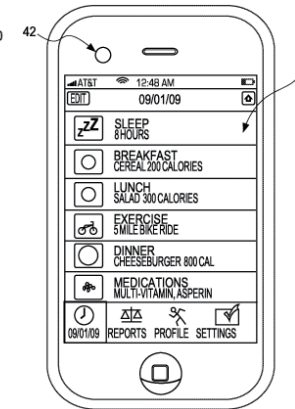 42
AT&T 12:48 AM
EDIT 09/01/09
zzZ SLEEP
8 HOURS
BREAKFAST
CEREAL 200 CALORIES
LUNCH
SALAD 300 CALORIES
EXERCISE
5 MILE BIKE RIDE
DINNER
CHEESEBURGER 800 CAL
MEDICATIONS
MULTI-VITAMIN, ASPERIN
09/01/09 REPORTS PROFILE SETTINGS